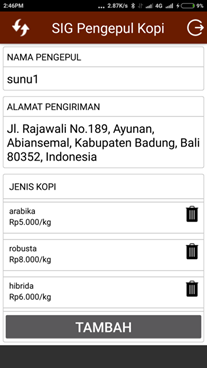 2:46PM ... 2.87K/s 4G 9%
SIG Pengepul Kopi
NAMA PENGEPUL
sunu1
ALAMAT PENGIRIMAN
Jl. Rajawali No.189, Ayunan,
Abiansemal, Kabupaten Badung, Bali
80352, Indonesia
JENIS KOPI
arabika
Rp5.000/kg
robusta
Rp8.000/kg
hibrida
Rp6.000/kg
TAMBAH